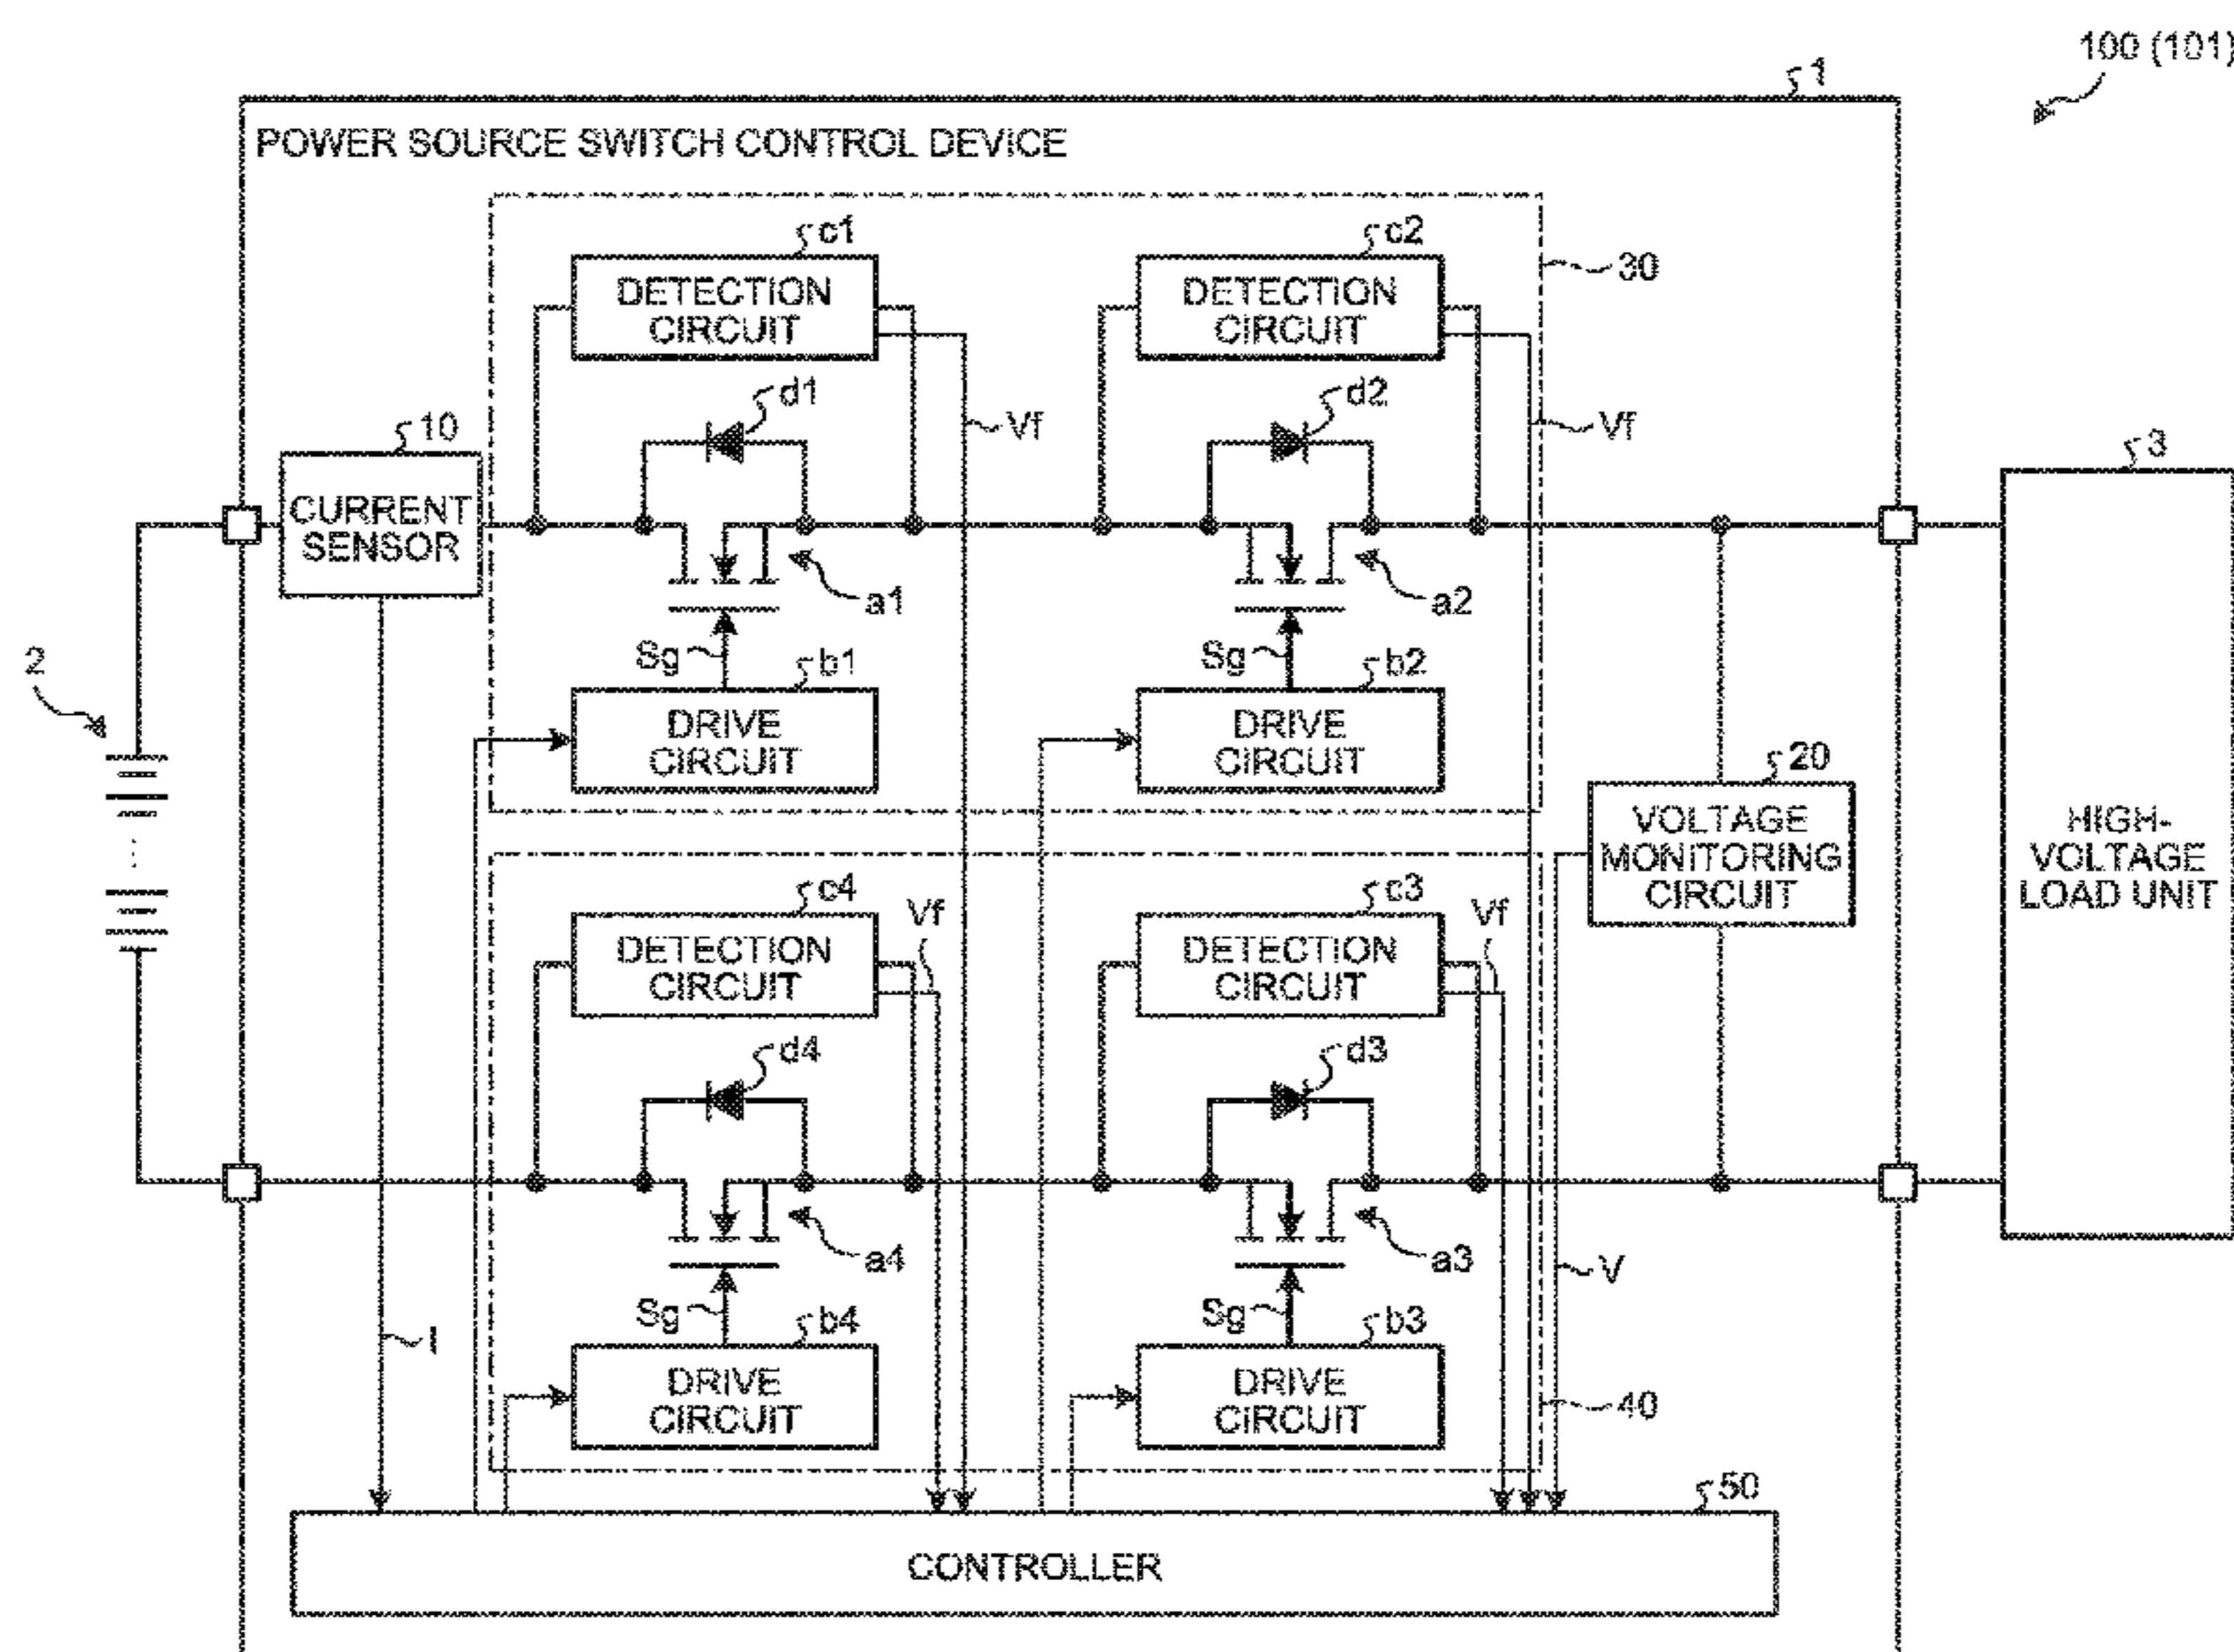 100 (101)
1
POWER SOURCE SWITCH CONTROL DEVICE
c1
c2
DETECTION
CIRCUIT
DETECTION
CIRCUIT
30
d1
d2
Vf
Vf
10
3
CURRENT
SENSOR
a1
a2
Sg
b1
Sg
b2
2
DRIVE
CIRCUIT
DRIVE
CIRCUIT
20
VOLTAGE
MONITORING
CIRCUIT
HIGH-
VOLTAGE
LOAD UNIT
c4
Vf
c3
Vf
DETECTION
CIRCUIT
DETECTION
CIRCUIT
d4
d3
a4
a3
V
Sg
b4
Sg
b3
I
DRIVE
CIRCUIT
DRIVE
CIRCUIT
40
50
CONTROLLER